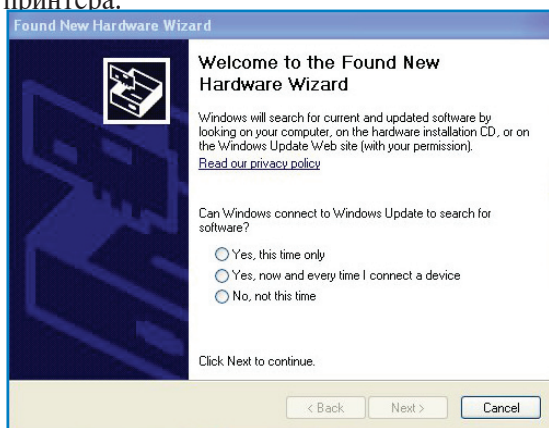 принтера.
Found New Hardware Wizard
Welcome to the Found New
Hardware Wizard
Windows will search for current and updated software by
looking on your computer, on the hardware installation CD, or on
the Windows Update Web site (with your permission).
Read our privacy policy
Can Windows connect to Windows Update to search for
software?
Yes, this time only
Yes, now and every time I connect a device
No, not this time
Click Next to continue.
< Back
Next >
Cancel